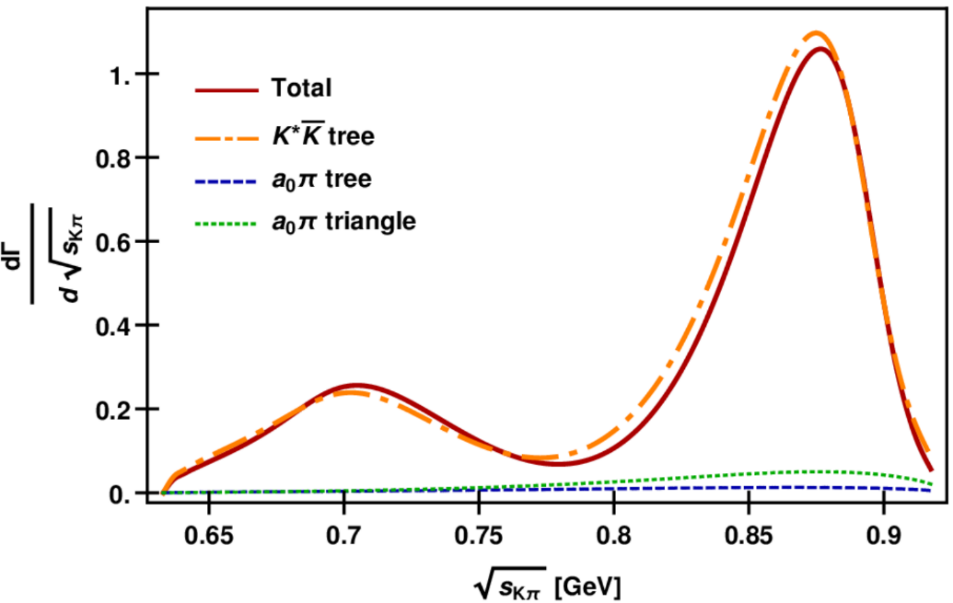 1.
0.8
0.6
0.4
0.2
0.
dΓ
d √sKπ
Total
K*K̅ tree
a₀π tree
a₀π triangle
0.65 0.7 0.75 0.8 0.85 0.9
√sKπ [GeV]